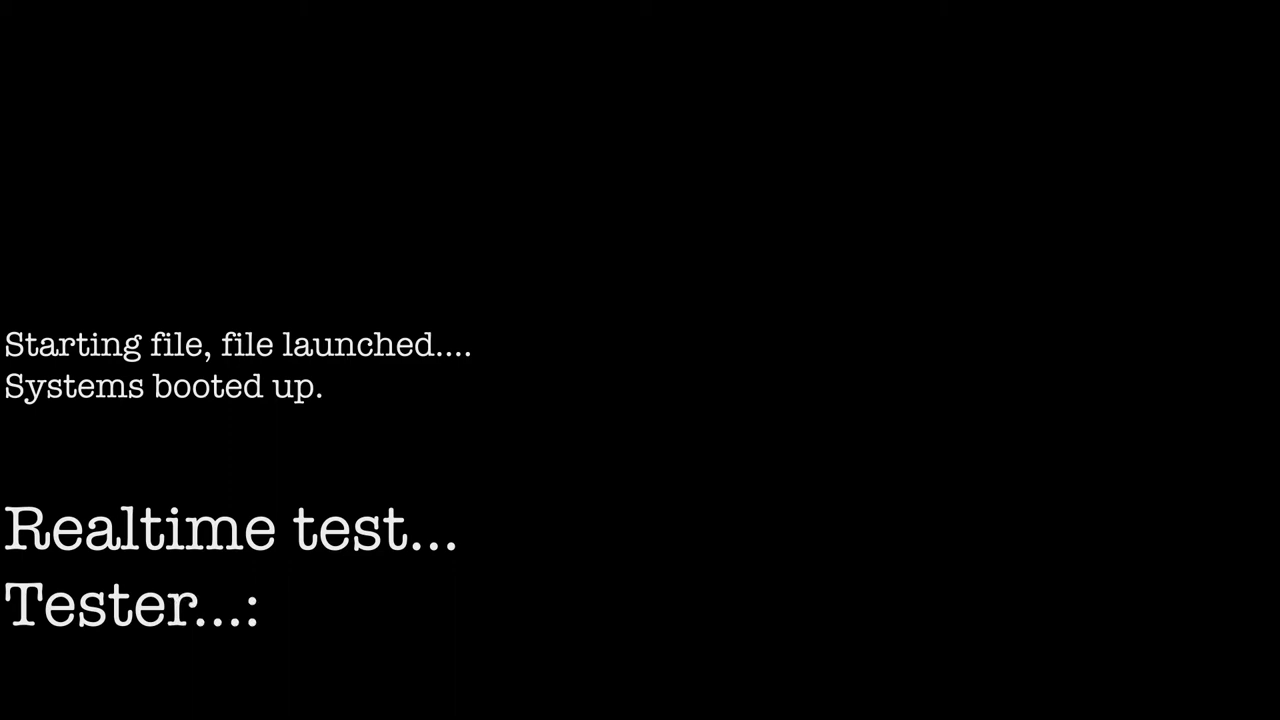 Starting file, file launched....
Systems booted up.
Realtime test...
Tester...: